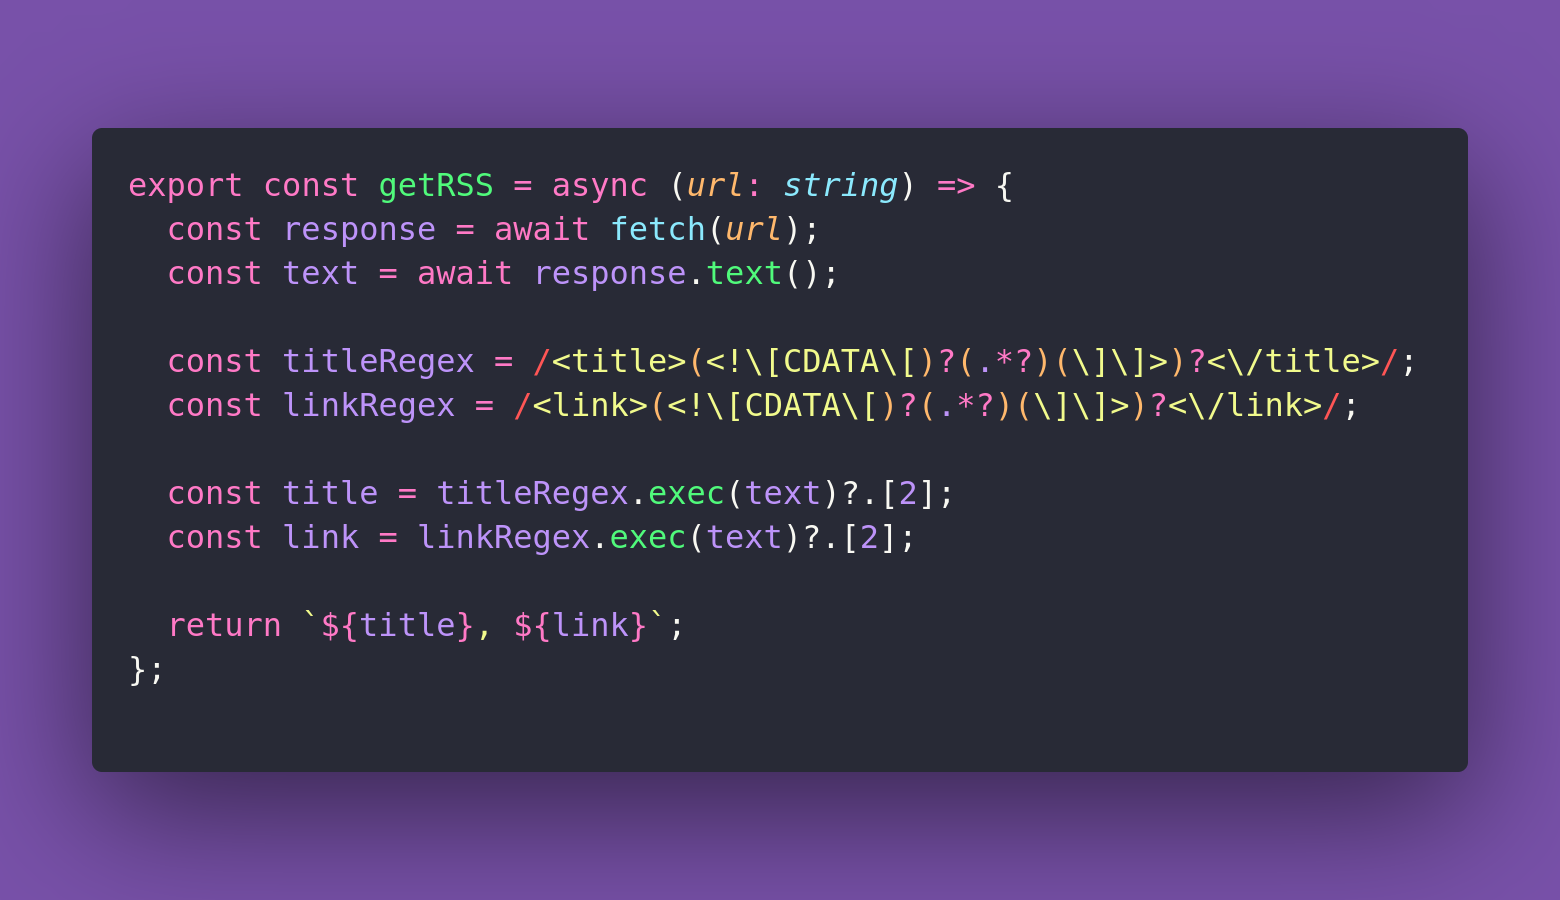 export const getRSS = async (url: string) => {
  const response = await fetch(url);
  const text = await response.text();

  const titleRegex = /<title>(<!\[CDATA\[)?(.*?)(\]\]>)?<\/title>/;
  const linkRegex = /<link>(<!\[CDATA\[)?(.*?)(\]\]>)?<\/link>/;

  const title = titleRegex.exec(text)?.[2];
  const link = linkRegex.exec(text)?.[2];

  return `${title}, ${link}`;
};